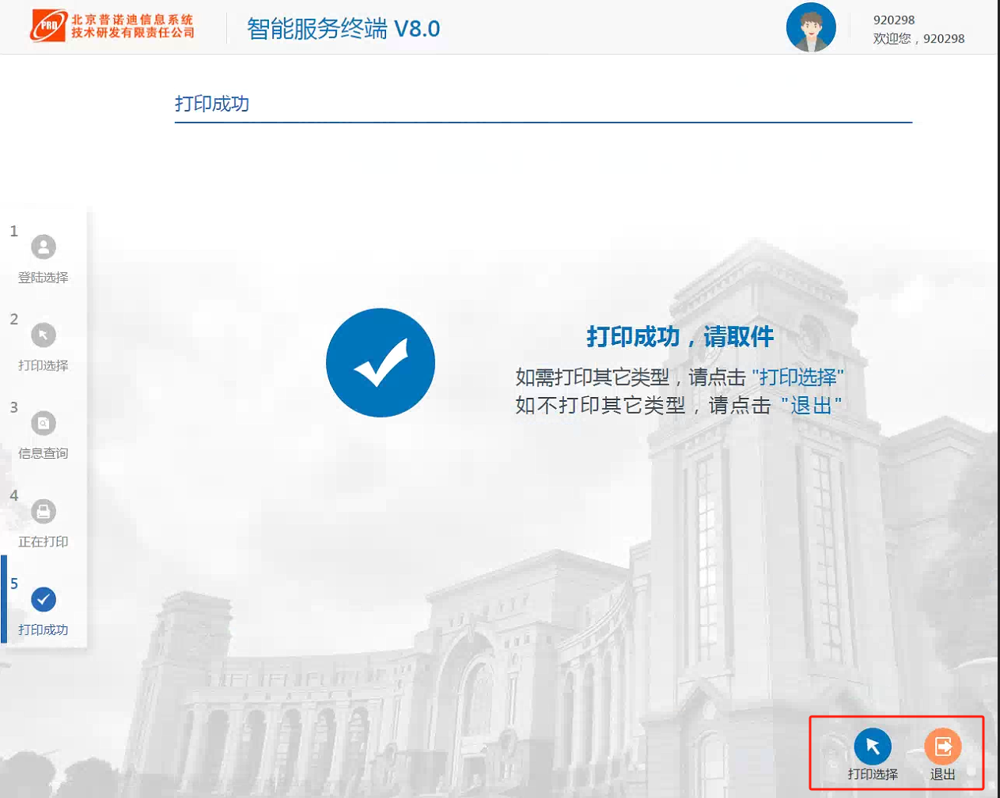 北京普诺迪信息系统
技术研发有限责任公司
PRD
智能服务终端 V8.0
920298
欢迎您，920298
打印成功
1
登陆选择
2
打印选择
3
信息查询
4
正在打印
5
打印成功
打印成功，请取件
如需打印其它类型，请点击 "打印选择"
如不打印其它类型，请点击 "退出"
打印选择
退出